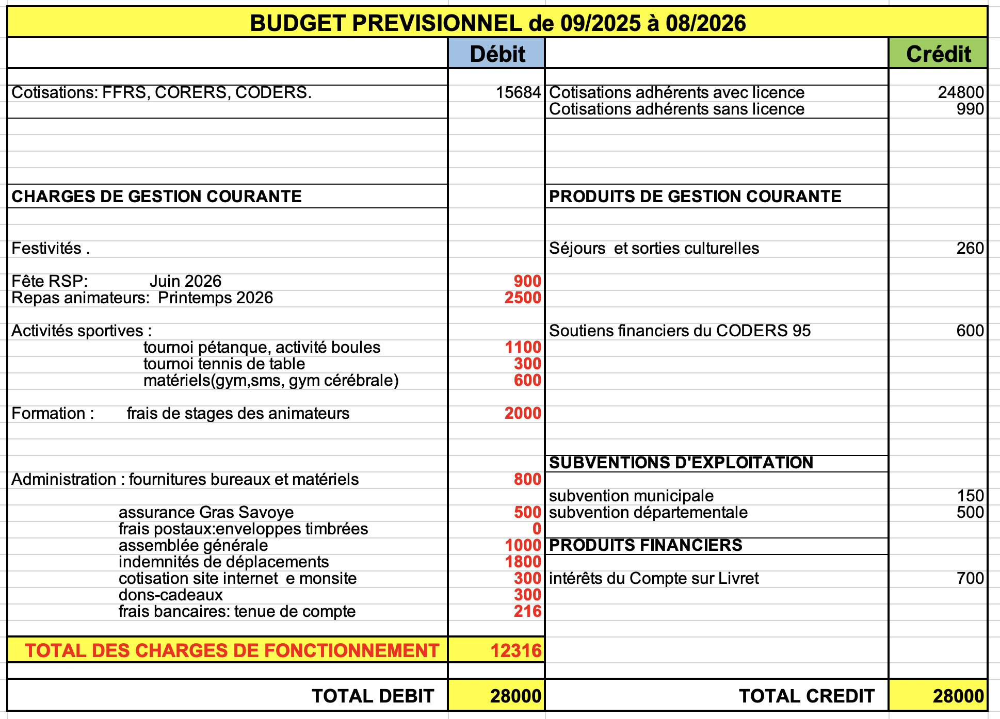 BUDGET PREVISIONNEL de 09/2025 à 08/2026
Débit Crédit
Cotisations: FFRS, CORERS, CODERS. 15684 Cotisations adhérents avec licence 24800
Cotisations adhérents sans licence 990
CHARGES DE GESTION COURANTE PRODUITS DE GESTION COURANTE
Festivités . Séjours et sorties culturelles 260
Fête RSP: Juin 2026 900
Repas animateurs: Printemps 2026 2500
Activités sportives : Soutiens financiers du CODERS 95 600
tournoi pétanque, activité boules 1100
tournoi tennis de table 300
matériels(gym,sms, gym cérébrale) 600
Formation : frais de stages des animateurs 2000
SUBVENTIONS D'EXPLOITATION
Administration : fournitures bureaux et matériels 800
subvention municipale 150
assurance Gras Savoye 500 subvention départementale 500
frais postaux:enveloppes timbrées 0
assemblée générale 1000 PRODUITS FINANCIERS
indemnités de déplacements 1800
cotisation site internet e monsite 300 intérêts du Compte sur Livret 700
dons-cadeaux 300
frais bancaires: tenue de compte 216
TOTAL DES CHARGES DE FONCTIONNEMENT 12316
TOTAL DEBIT 28000 TOTAL CREDIT 28000